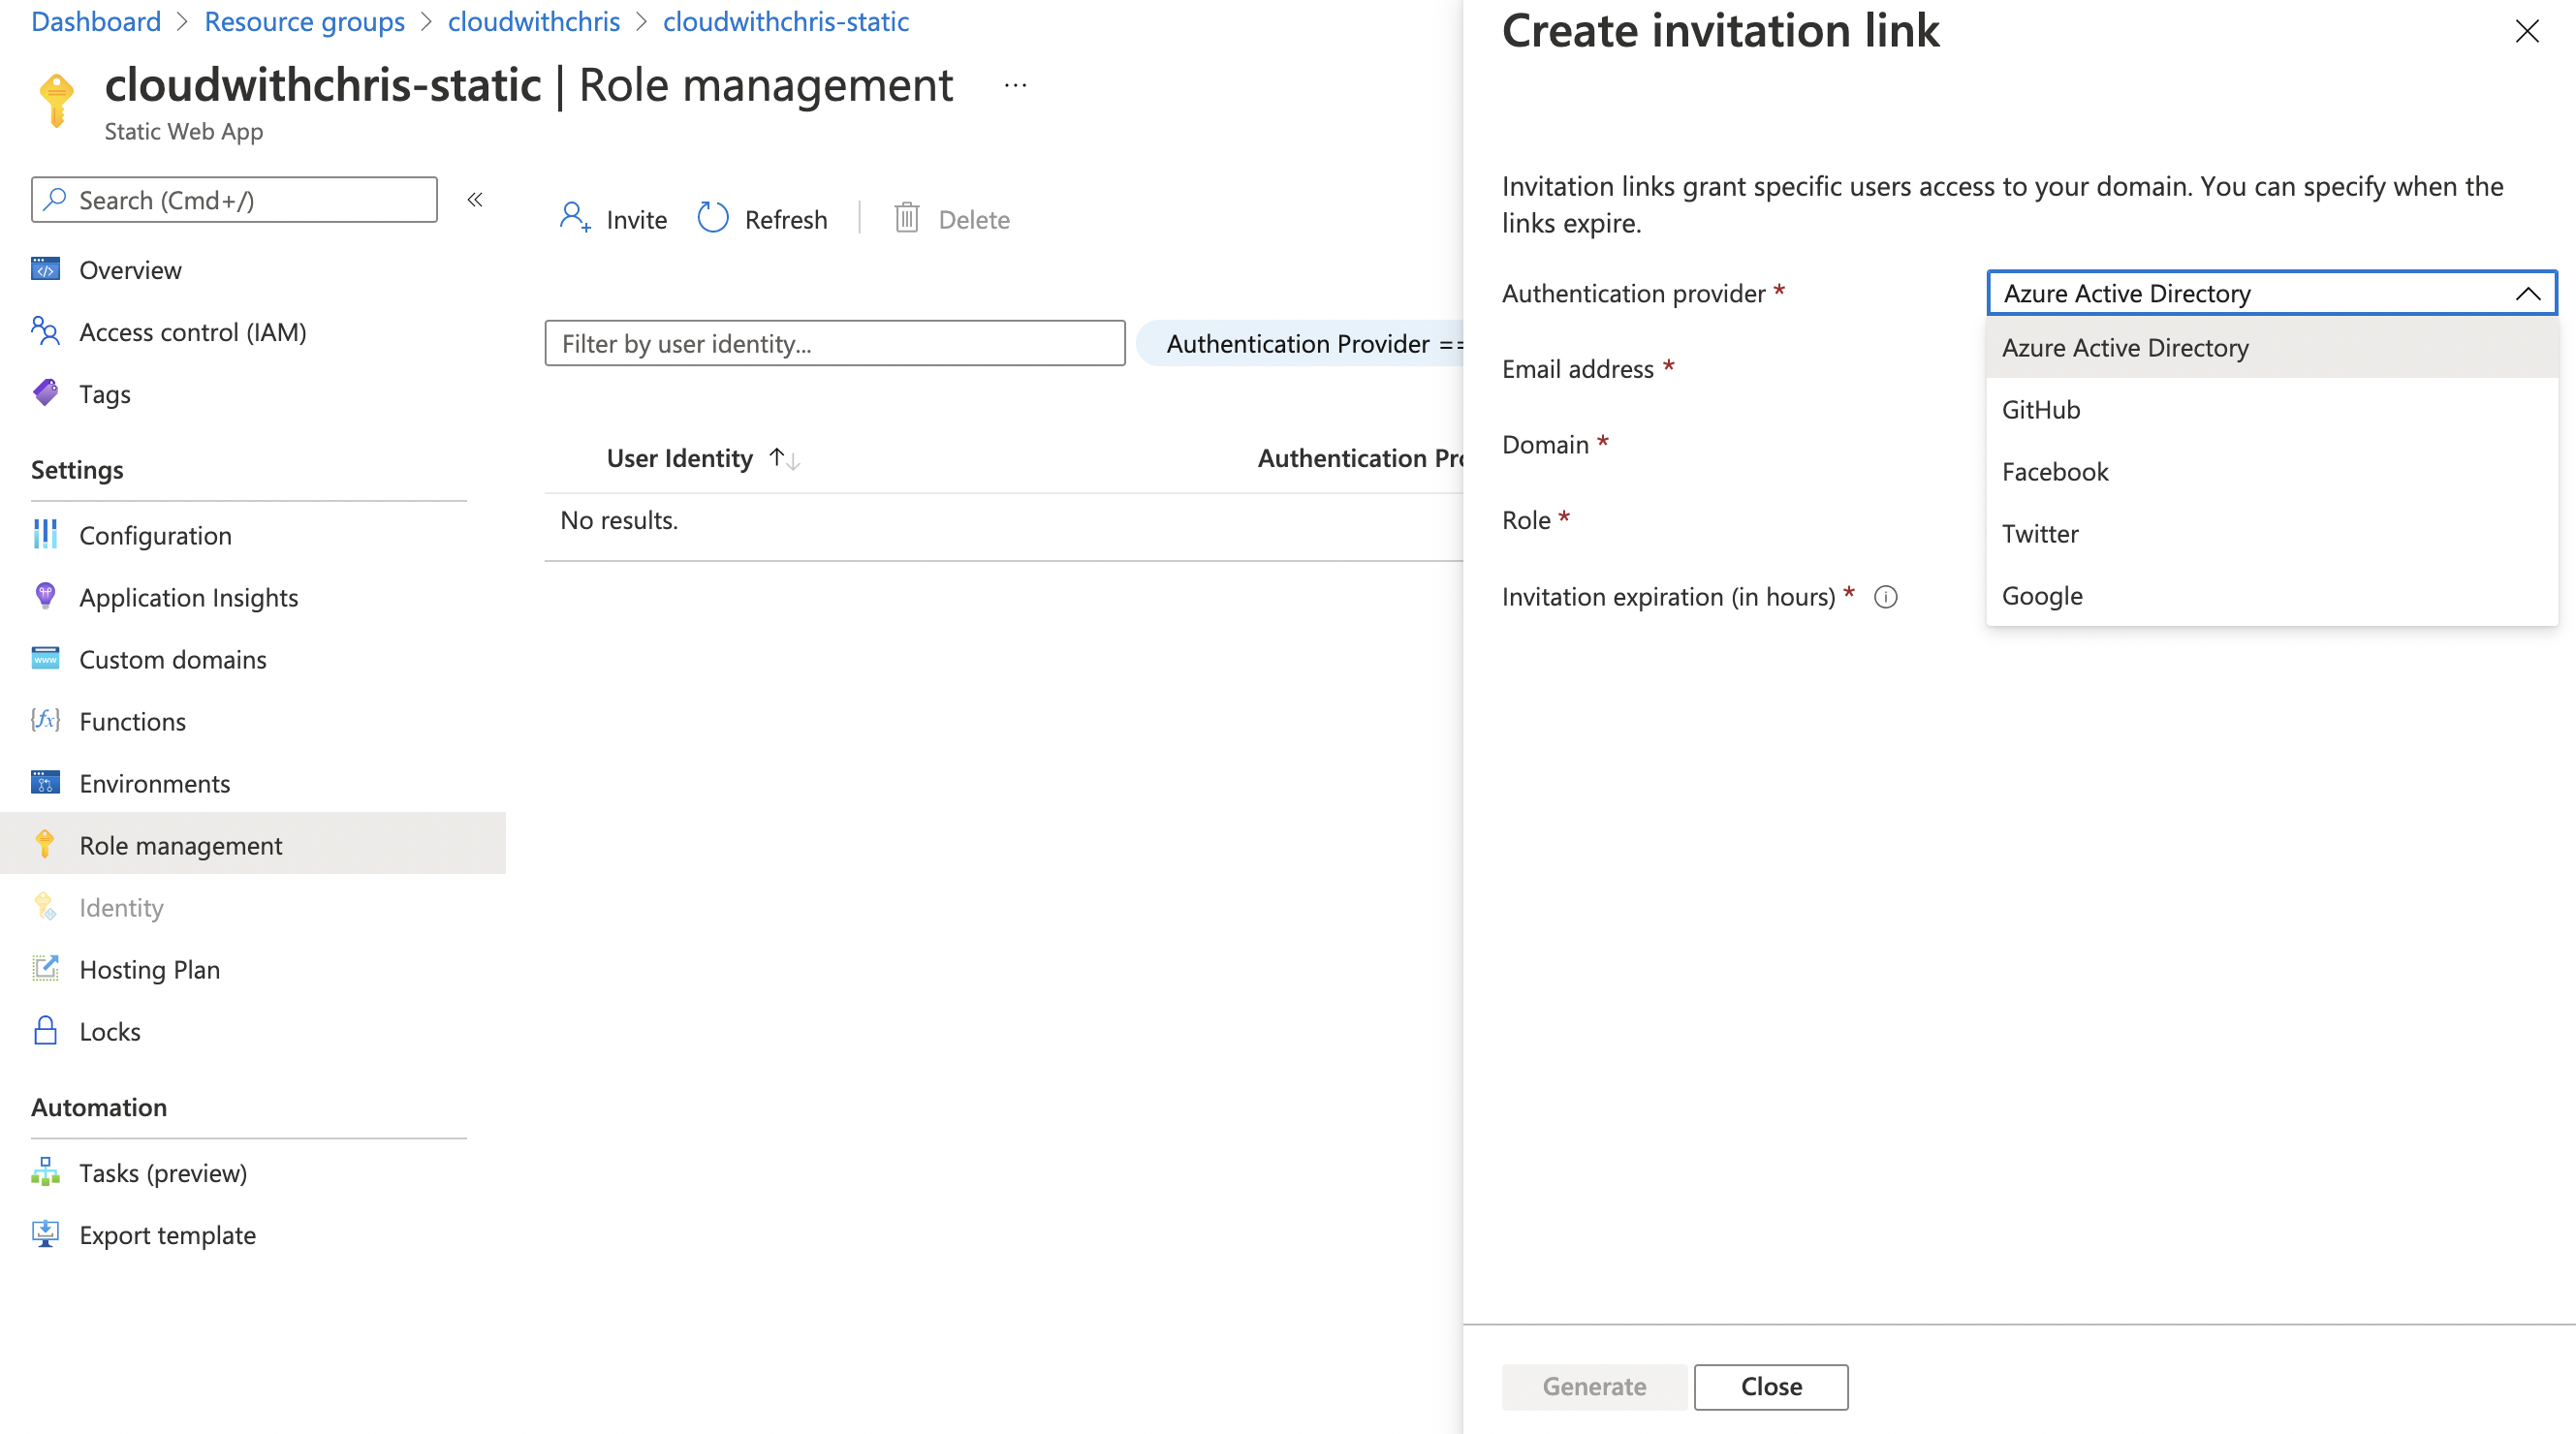 Dashboard > Resource groups > cloudwithchris > cloudwithchris-static
cloudwithchris-static | Role management ...
Static Web App
Search (Cmd+/)
«
Overview
Access control (IAM)
Tags
Settings
Configuration
Application Insights
Custom domains
Functions
Environments
Role management
Identity
Hosting Plan
Locks
Automation
Tasks (preview)
Export template
Invite Refresh Delete
Filter by user identity...
Authentication Provider ==
User Identity ↑↓ Authentication Pro
No results.
Create invitation link
Invitation links grant specific users access to your domain. You can specify when the
links expire.
Authentication provider *
Azure Active Directory
Azure Active Directory
GitHub
Facebook
Twitter
Google
Email address *
Domain *
Role *
Invitation expiration (in hours) *
Generate Close